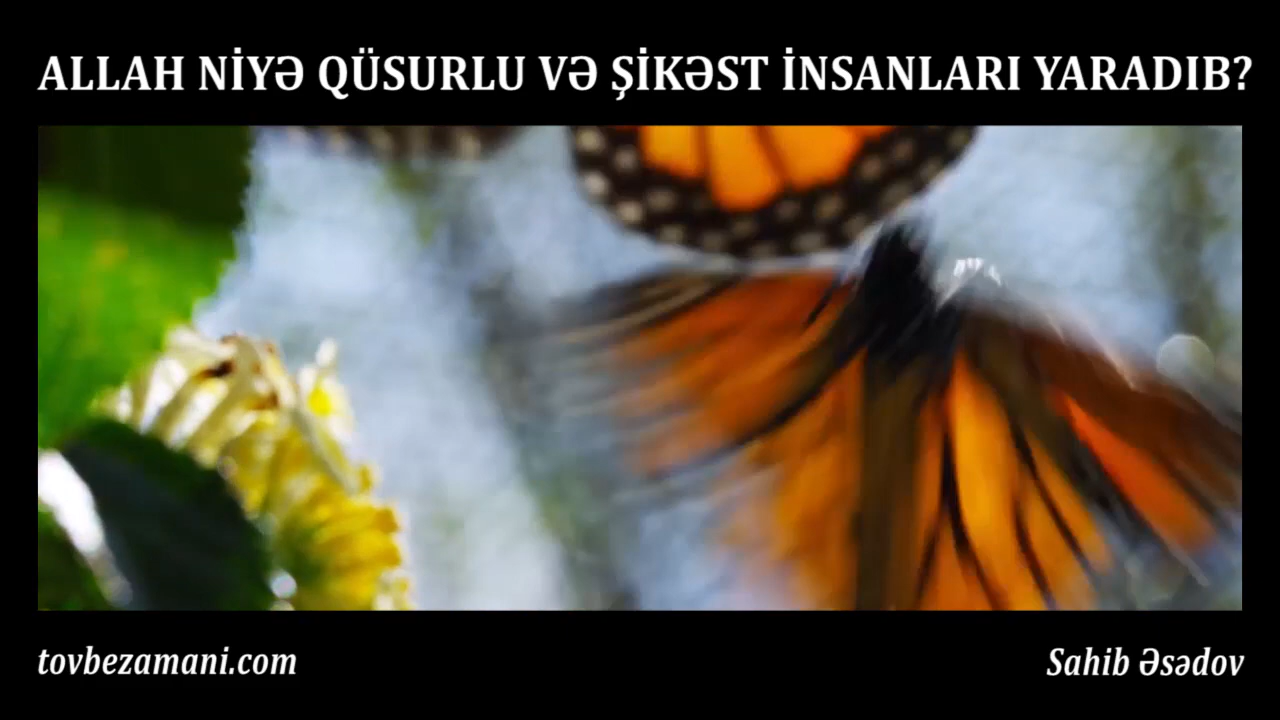 ALLAH NİYƏ QÜSURLU VƏ ŞİKƏST İNSANLARI YARADIB?
tovbezamani.com
Sahib Əsədov